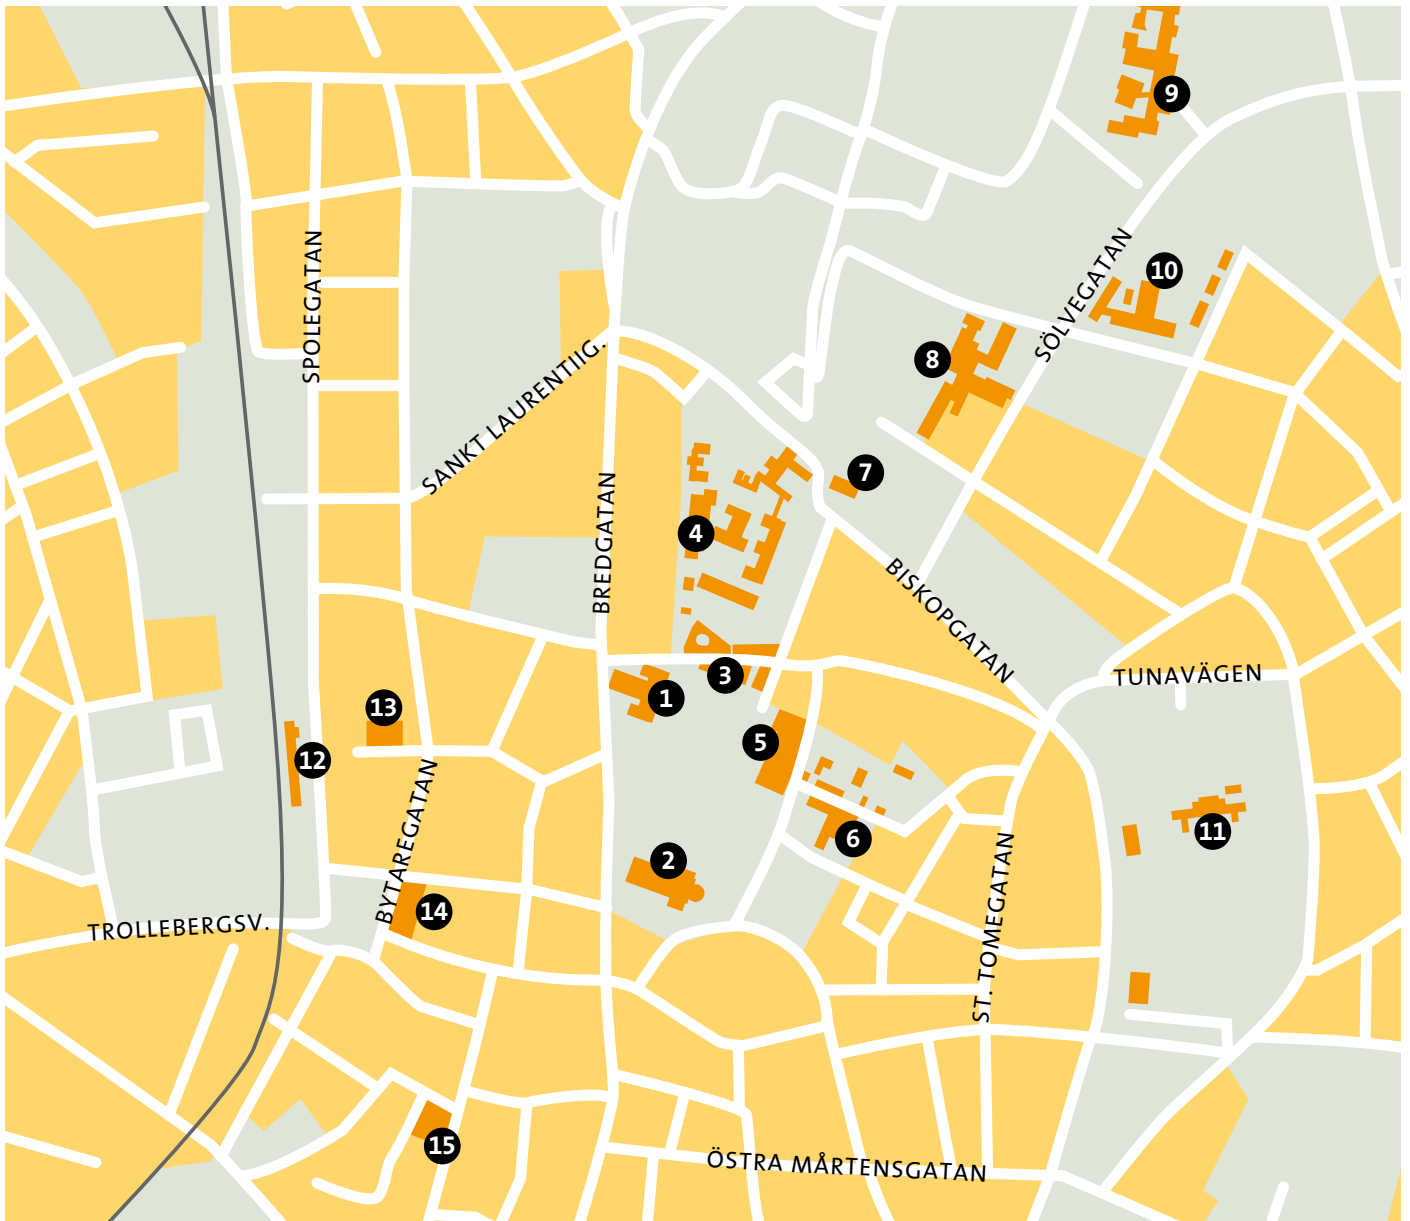 9
SPOLEGATAN
SÖLVEGATAN
10
SANKT LAURENTIIG.
8
7
BREDGATAN
4
BISKOPGATAN
3
TUNAVÄGEN
1
13
5
12
BYTAREGATAN
6
11
2
ST. TOMEGATAN
14
TROLLEBERGSV.
15
ÖSTRA MÅRTENSGATAN